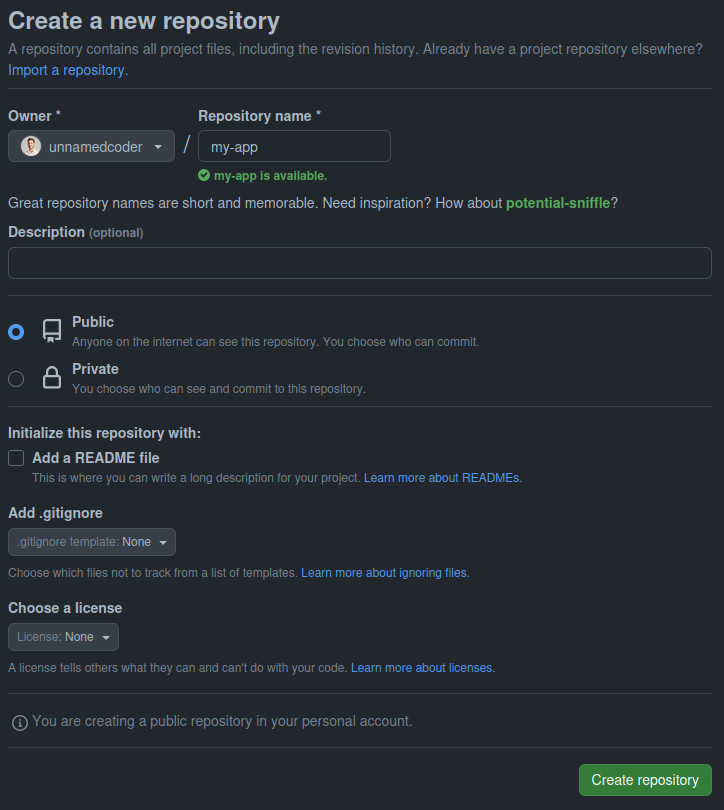 Create a new repository
A repository contains all project files, including the revision history. Already have a project repository elsewhere?
Import a repository.
Owner *
Repository name *
unnamedcoder
/
my-app
my-app is available.
Great repository names are short and memorable. Need inspiration? How about potential-sniffle?
Description (optional)
Public
Anyone on the internet can see this repository. You choose who can commit.
Private
You choose who can see and commit to this repository.
Initialize this repository with:
Add a README file
This is where you can write a long description for your project. Learn more about READMEs.
Add .gitignore
.gitignore template: None
Choose which files not to track from a list of templates. Learn more about ignoring files.
Choose a license
License: None
A license tells others what they can and can't do with your code. Learn more about licenses.
You are creating a public repository in your personal account.
Create repository